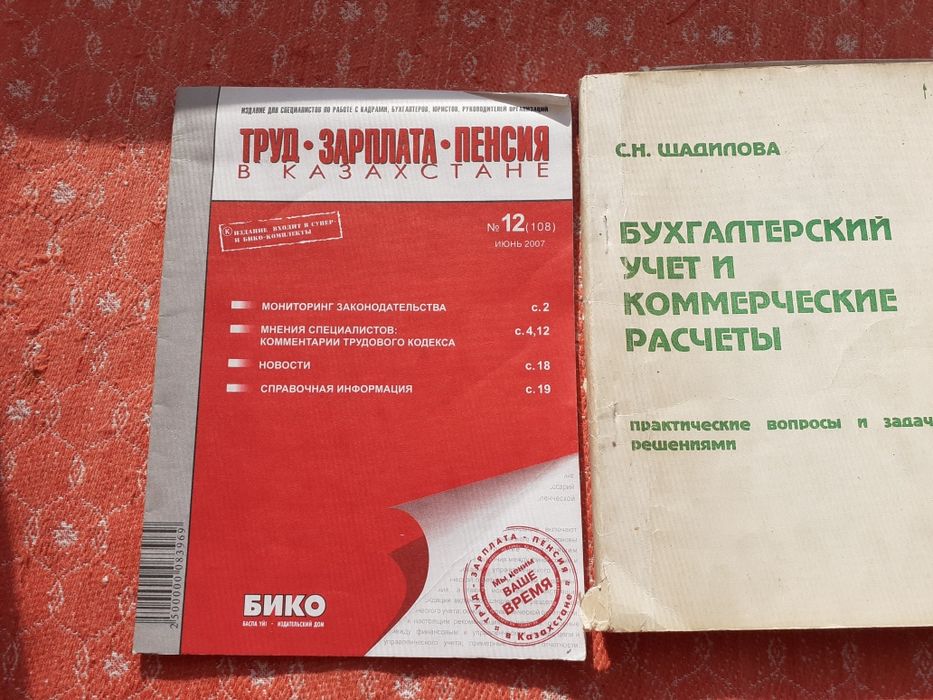 ИЗДАНИЕ ДЛЯ СПЕЦИАЛИСТОВ ПО РАБОТЕ С КАДРАМИ, БУХГАЛТЕРОВ, ЮРИСТОВ, РУКОВОДИТЕЛЕЙ ОРГАНИЗАЦИЙ
ТРУД • ЗАРПЛАТА • ПЕНСИЯ
В КАЗАХСТАНЕ
К ИЗДАНИЕ ВХОДИТ В СУПЕР-
И БИКО-КОМПЛЕКТЫ
№ 12 (108)
ИЮНЬ 2007
МОНИТОРИНГ ЗАКОНОДАТЕЛЬСТВА с.2
МНЕНИЯ СПЕЦИАЛИСТОВ: с.4,12
КОММЕНТАРИИ ТРУДОВОГО КОДЕКСА
НОВОСТИ с.18
СПРАВОЧНАЯ ИНФОРМАЦИЯ с.19
ТРУД - ЗАРПЛАТА - ПЕНСИЯ
Мы ценим
ВАШЕ
ВРЕМЯ
в Казахстане
2500000083969
БИКО
БАСПА ҮЙІ • ИЗДАТЕЛЬСКИЙ ДОМ
С.Н. ЩАДИЛОВА
БУХГАЛТЕРСКИЙ
УЧЕТ И
КОММЕРЧЕСКИЕ
РАСЧЕТЫ
практические вопросы и задач
решениями